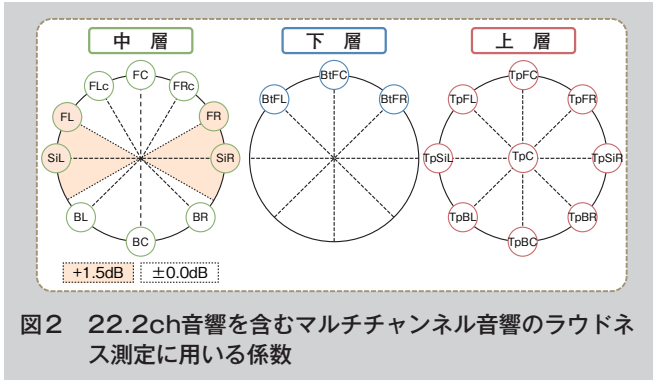 中 層
下 層
上 層
FC
FLc
FRc
FL
FR
SiL
SiR
BL
BR
BC
BtFC
BtFL
BtFR
TpFC
TpFL
TpFR
TpSiL
TpC
TpSiR
TpBL
TpBR
TpBC
+1.5dB
±0.0dB
図2 22.2ch音響を含むマルチチャンネル音響のラウドネ
ス測定に用いる係数